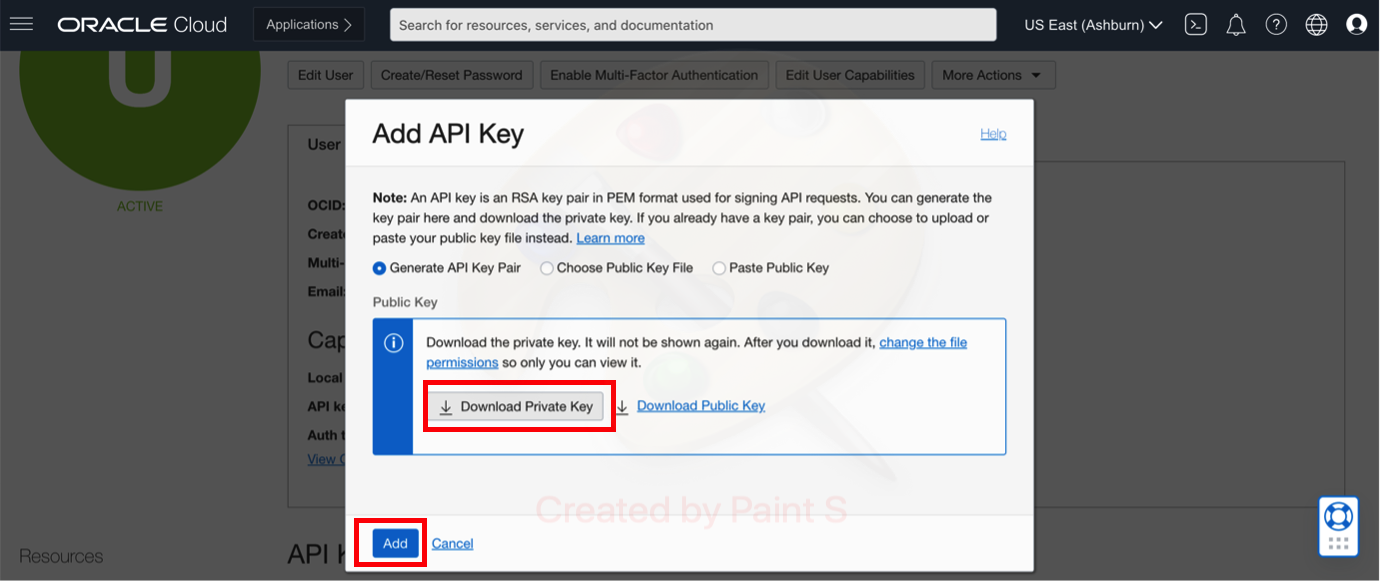 ORACLE Cloud
Applications
Search for resources, services, and documentation
US East (Ashburn)
U
ACTIVE
Edit User
Create/Reset Password
Enable Multi-Factor Authentication
Edit User Capabilities
More Actions
User
OCID:
Create
Multi-
Email:
Cap
Local
API ke
Auth t
View C
Add API Key
Help
Note: An API key is an RSA key pair in PEM format used for signing API requests. You can generate the
key pair here and download the private key. If you already have a key pair, you can choose to upload or
paste your public key file instead. Learn more
Generate API Key Pair
Choose Public Key File
Paste Public Key
Public Key
Download the private key. It will not be shown again. After you download it, change the file
permissions so only you can view it.
Download Private Key
Download Public Key
Created by Paint S
Add
Cancel
Resources
API K